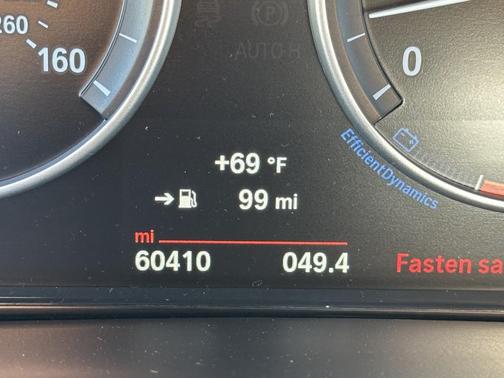 260
160
AUTO H
0
EfficientDynamics
+69 °F
99 mi
mi
60410 049.4
Fasten sa